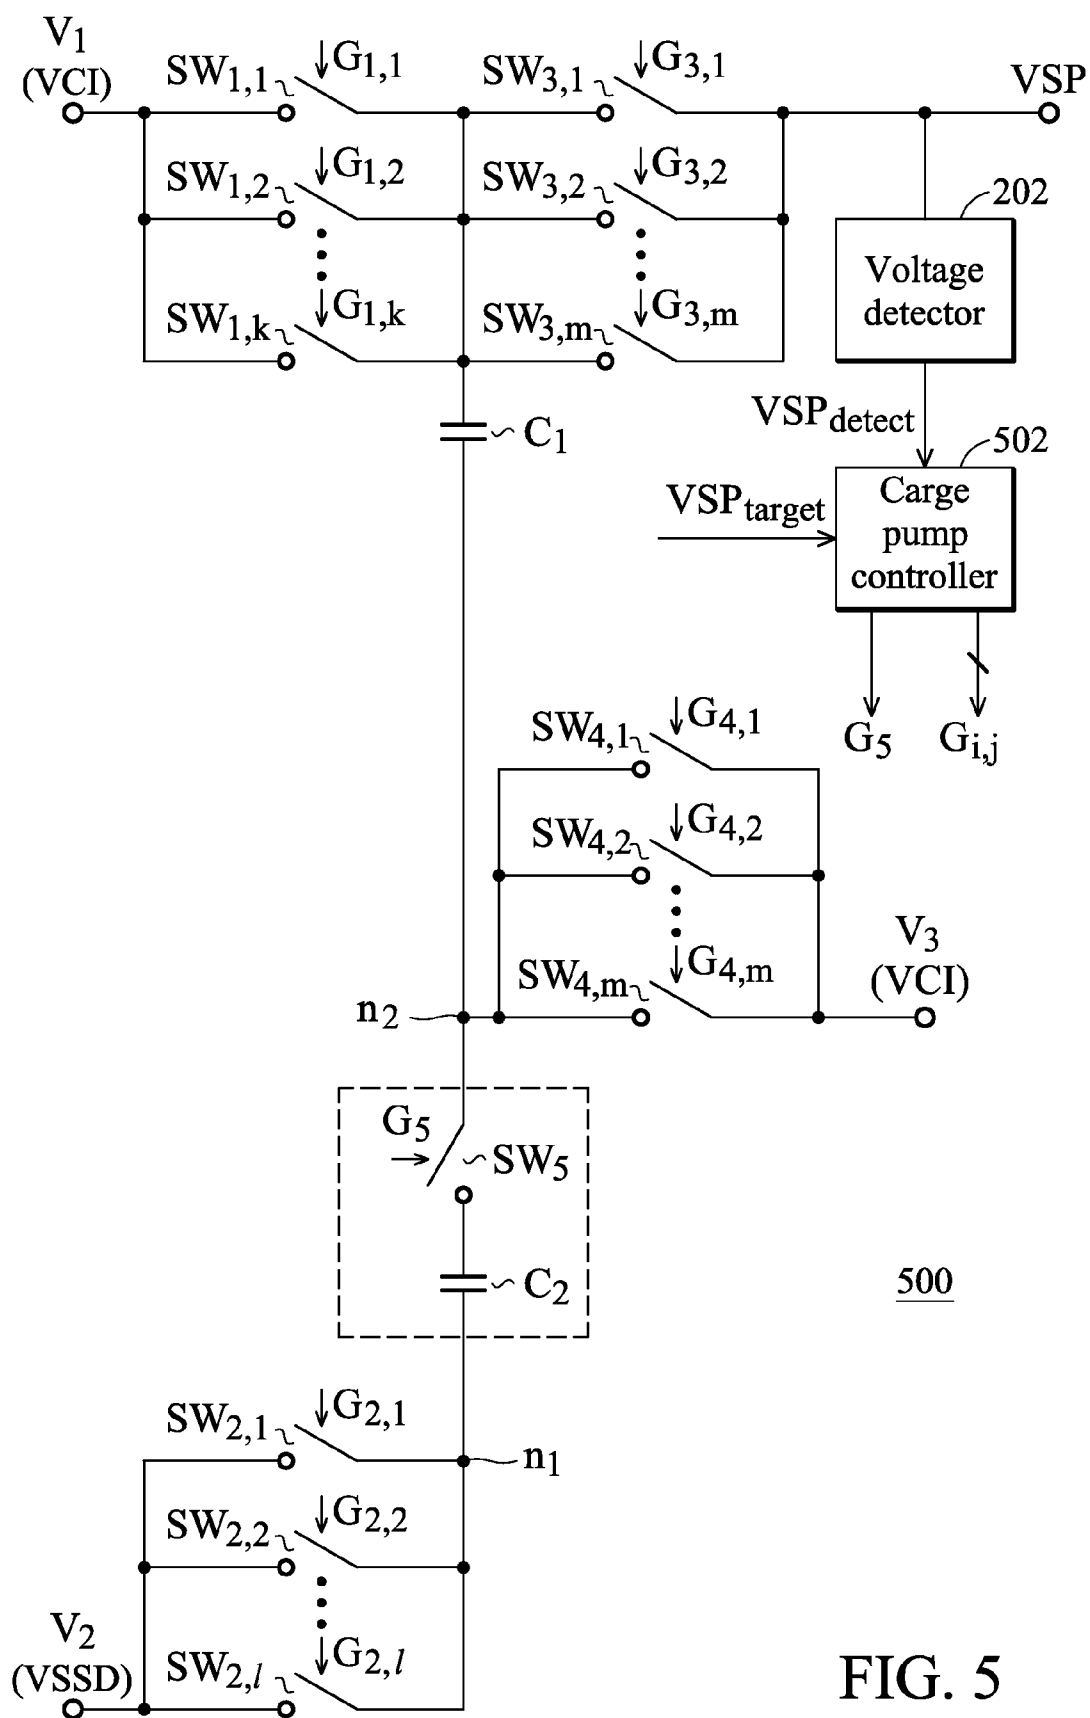 V1
(VCI)
SW1,1
G1,1
SW3,1
G3,1
VSP
SW1,2
G1,2
SW3,2
G3,2
202
Voltage
detector
SW1,k
G1,k
SW3,m
G3,m
C1
VSPdetect
502
VSPtarget
Carge
pump
controller
G5
Gi,j
SW4,1
G4,1
SW4,2
G4,2
V3
(VCI)
SW4,m
G4,m
n2
G5
SW5
C2
500
SW2,1
G2,1
n1
SW2,2
G2,2
V2
(VSSD)
SW2,l
G2,l
FIG. 5